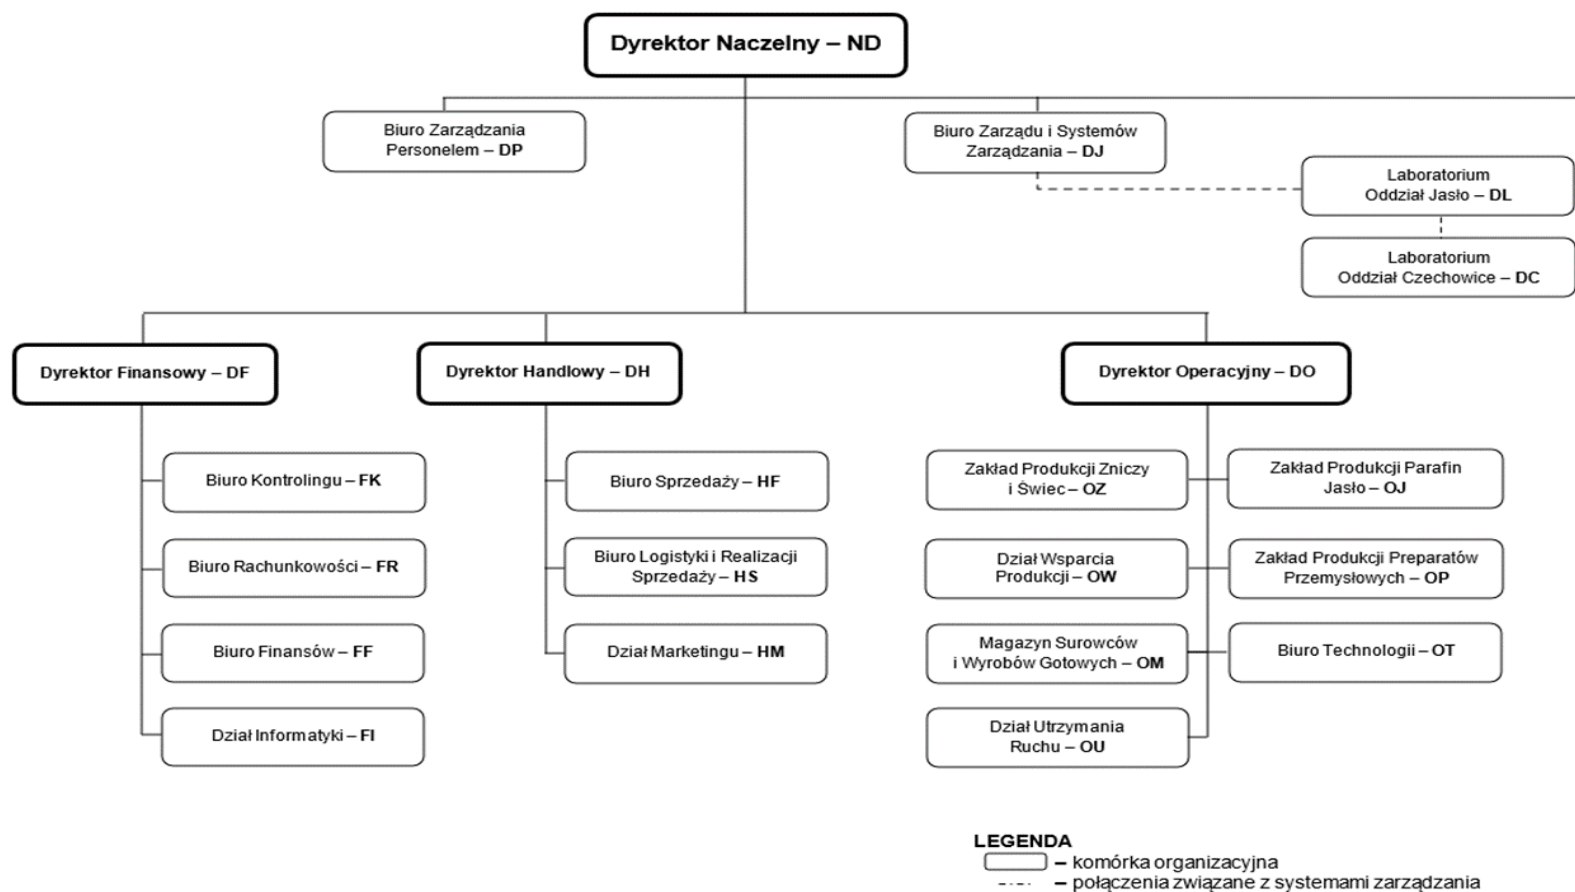 Dyrektor Naczelny – ND
Biuro Zarządzania
Personelem – DP
Biuro Zarządu i Systemów
Zarządzania – DJ
Laboratorium
Oddział Jasło – DL
Laboratorium
Oddział Czechowice – DC
Dyrektor Finansowy – DF
Dyrektor Handlowy – DH
Dyrektor Operacyjny – DO
Biuro Kontrolingu – FK
Biuro Rachunkowości – FR
Biuro Finansów – FF
Dział Informatyki – FI
Biuro Sprzedaży – HF
Biuro Logistyki i Realizacji
Sprzedaży – HS
Dział Marketingu – HM
Zakład Produkcji Zniczy
i Świec – OZ
Zakład Produkcji Parafin
Jasło – OJ
Dział Wsparcia
Produkcji – OW
Zakład Produkcji Preparatów
Przemysłowych – OP
Magazyn Surowców
i Wyrobów Gotowych – OM
Biuro Technologii – OT
Dział Utrzymania
Ruchu – OU
LEGENDA
– komórka organizacyjna
– połączenia związane z systemami zarządzania